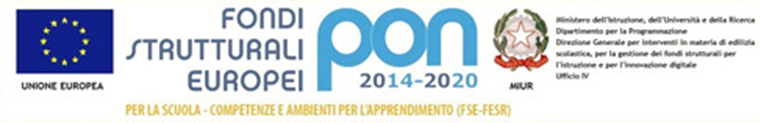 UNIONE EUROPEA
FONDI
STRUTTURALI
EUROPEI
pon
2014-2020
MIUR
Ministero dell'Istruzione, dell'Università e della Ricerca
Dipartimento per la Programmazione
Direzione Generale per interventi in materia di edilizia
scolastica, per la gestione dei fondi strutturali per
l'istruzione e per l'innovazione digitale
Ufficio IV
PER LA SCUOLA - COMPETENZE E AMBIENTI PER L'APPRENDIMENTO (FSE-FESR)